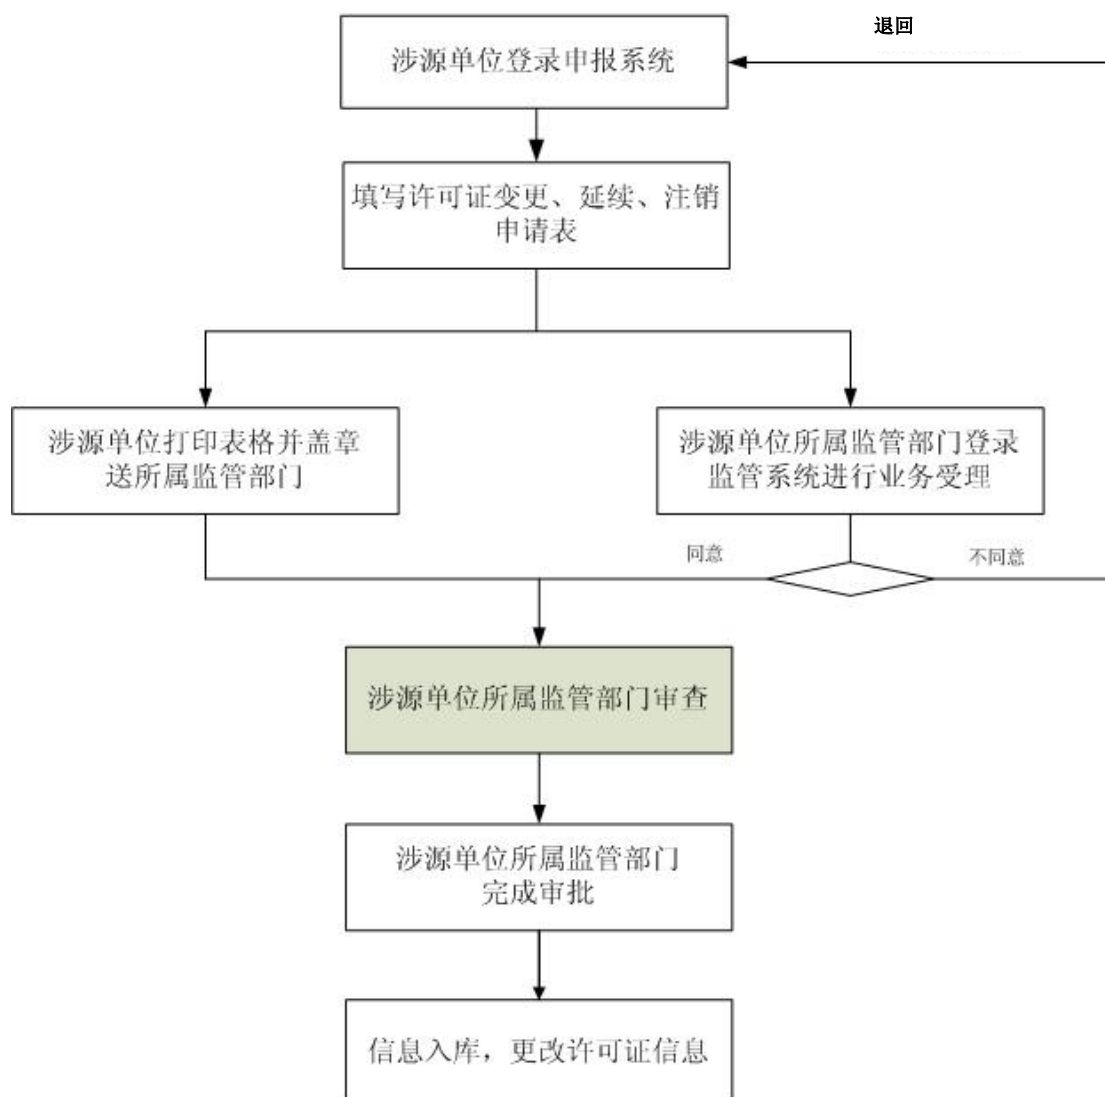 退回
涉源单位登录申报系统
填写许可证变更、延续、注销
申请表
涉源单位打印表格并盖章
送所属监管部门
涉源单位所属监管部门登录
监管系统进行业务受理
同意
不同意
涉源单位所属监管部门审查
涉源单位所属监管部门
完成审批
信息入库，更改许可证信息